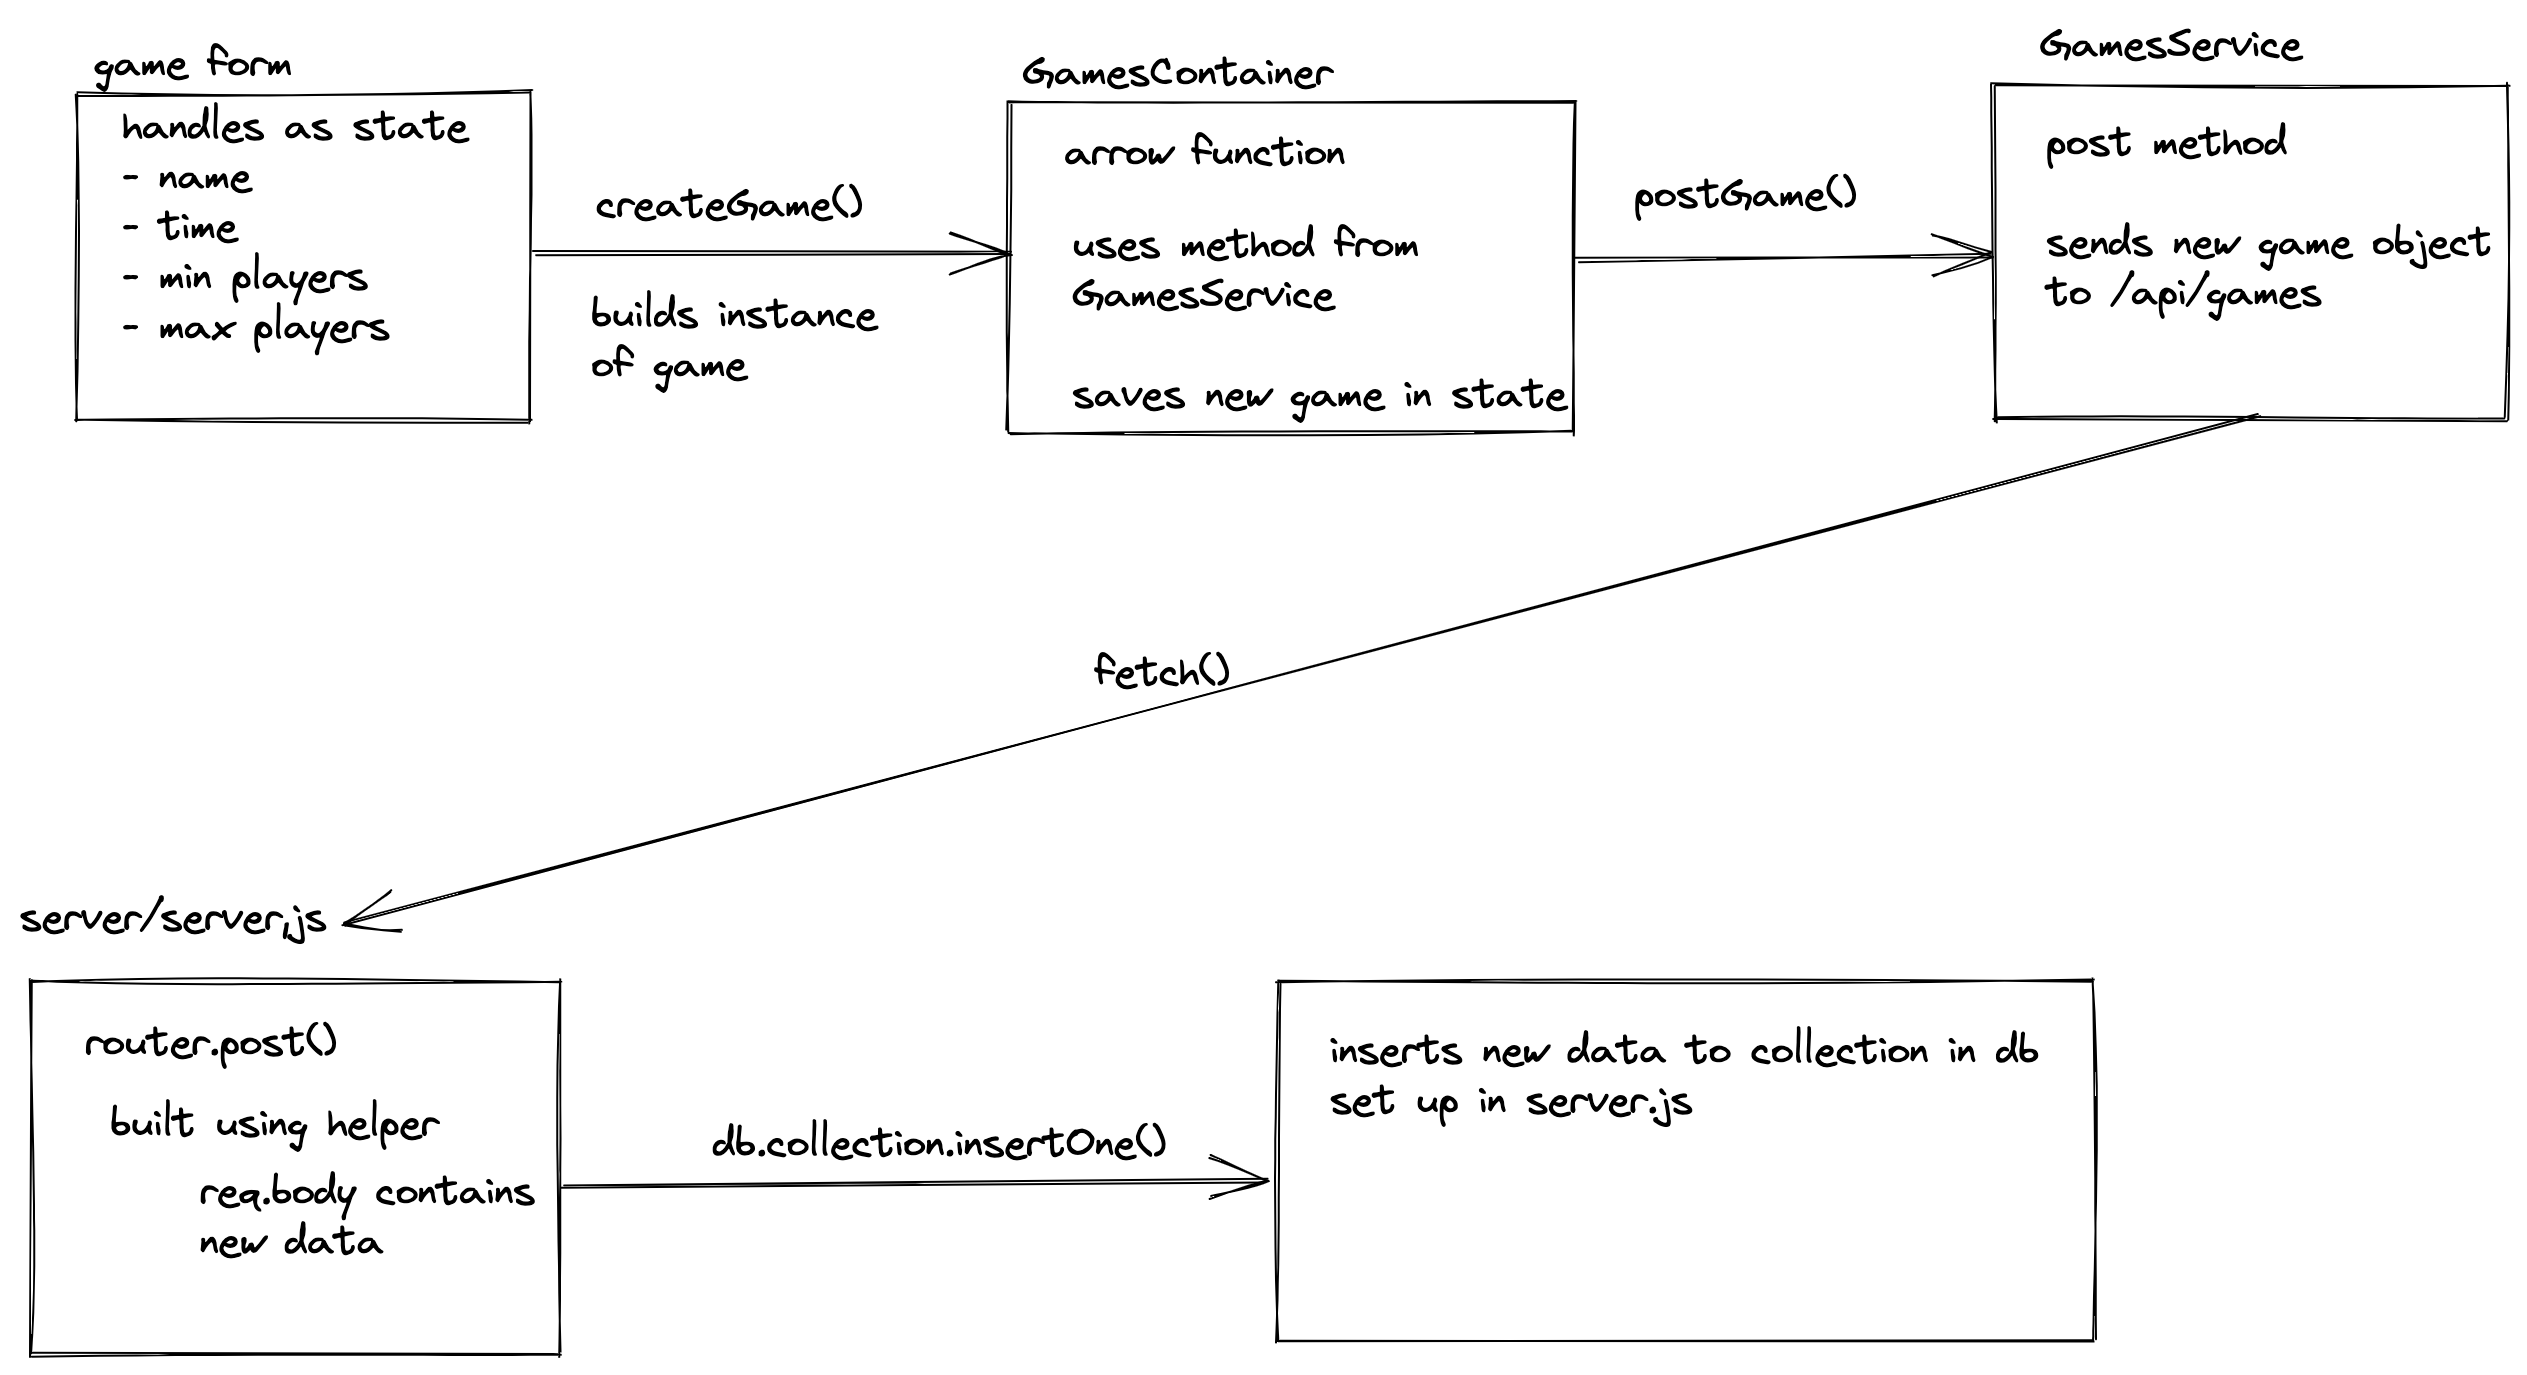 game form
handles as state
- name
- time
- min players
- max players
createGame()
builds instance
of game
GamesContainer
arrow function
uses method from
GamesService
saves new game in state
postGame()
GamesService
post method
sends new game object
to /api/games
fetch()
server/server,js
router.post()
built using helper
req.body contains
new data
db.collection.insertOne()
inserts new data to collection in db
set up in server.js